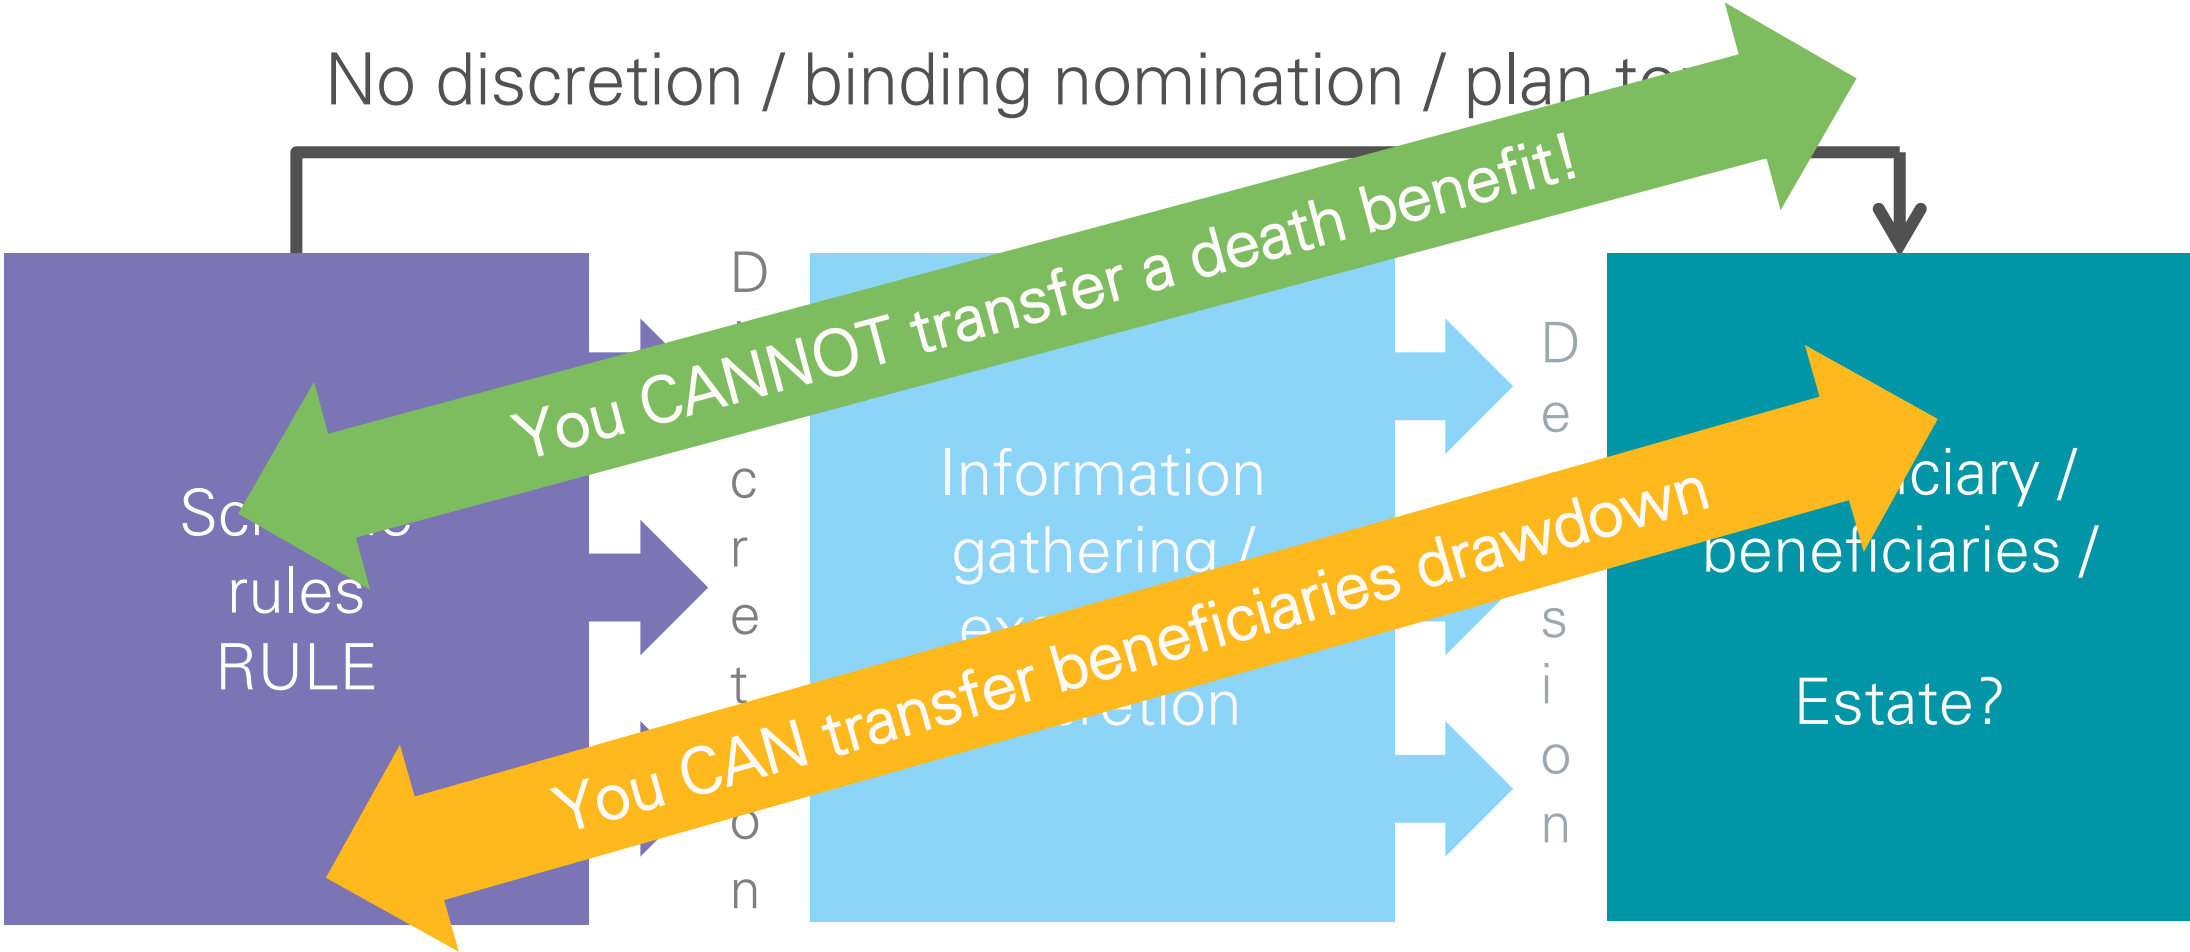 No discretion / binding nomination / plan
You CANNOT transfer a death benefit!
rules
RULE
Information
gathering /
You CAN transfer beneficiaries drawdown
beneficiaries /
Estate?